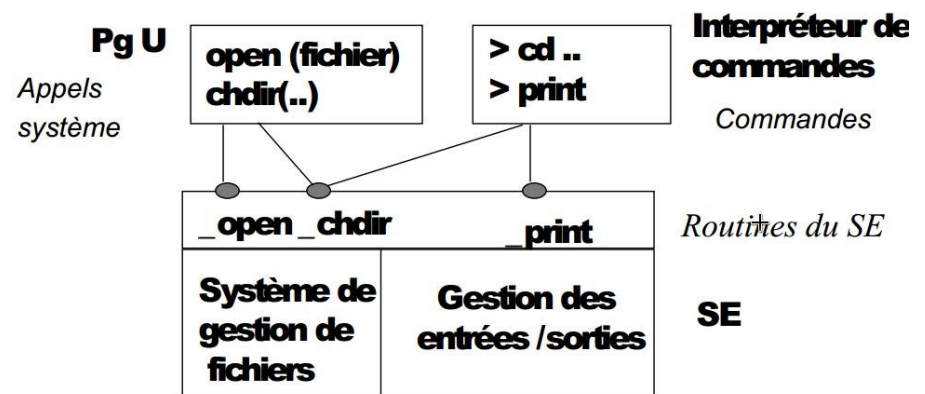 Pg U
Appels
système
open (fichier)
chdir(..)
> cd ..
> print
Interpréteur de
commandes
Commandes
_open _chdir
_print
Routines du SE
Système de
gestion de
fichiers
Gestion des
entrées /sorties
SE